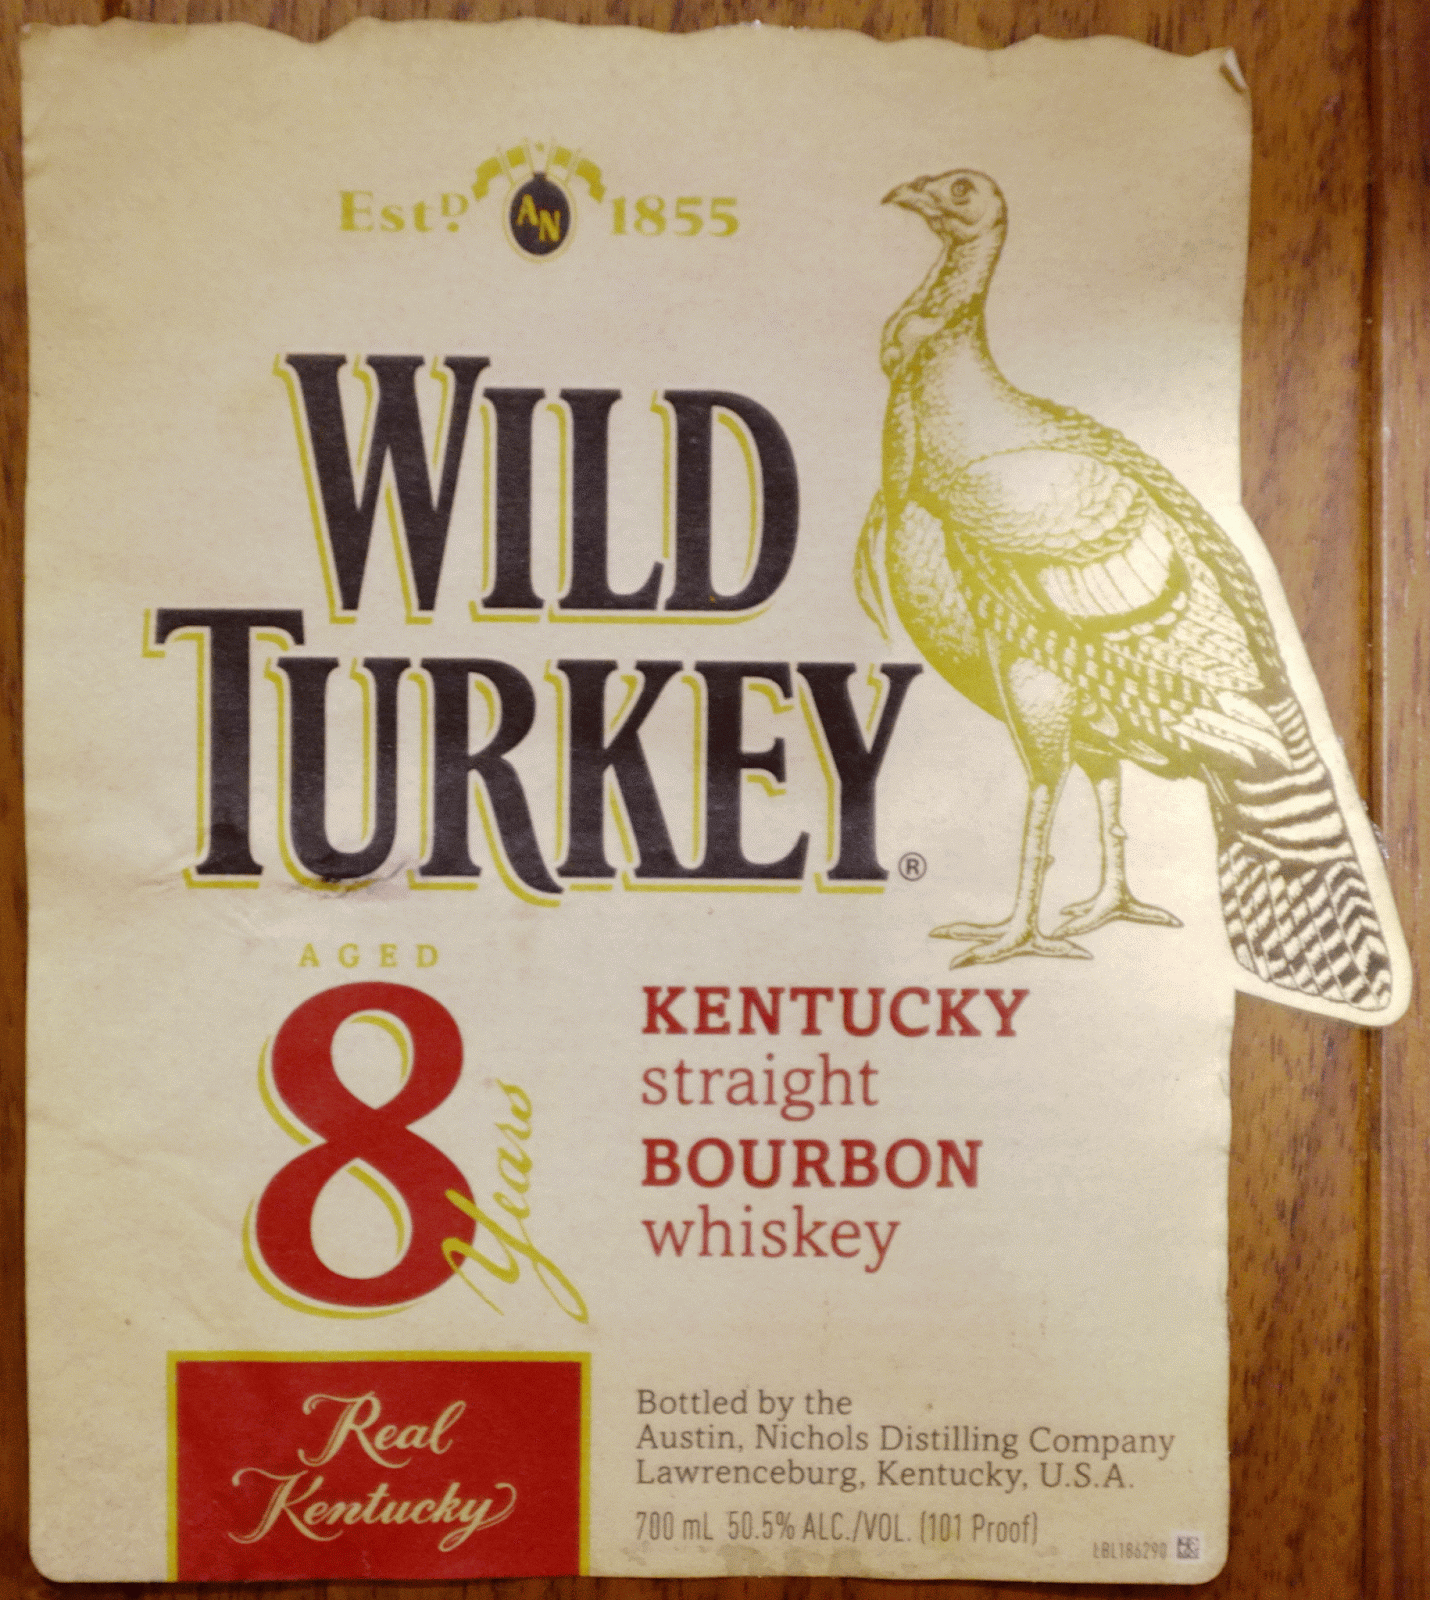 Estᴰ. AN 1855
WILD
TURKEY®
AGED
8 Years
KENTUCKY
straight
BOURBON
whiskey
Real
Kentucky
Bottled by the
Austin, Nichols Distilling Company
Lawrenceburg, Kentucky, U.S.A.
700 mL 50.5% ALC./VOL. (101 Proof)
LBL186290